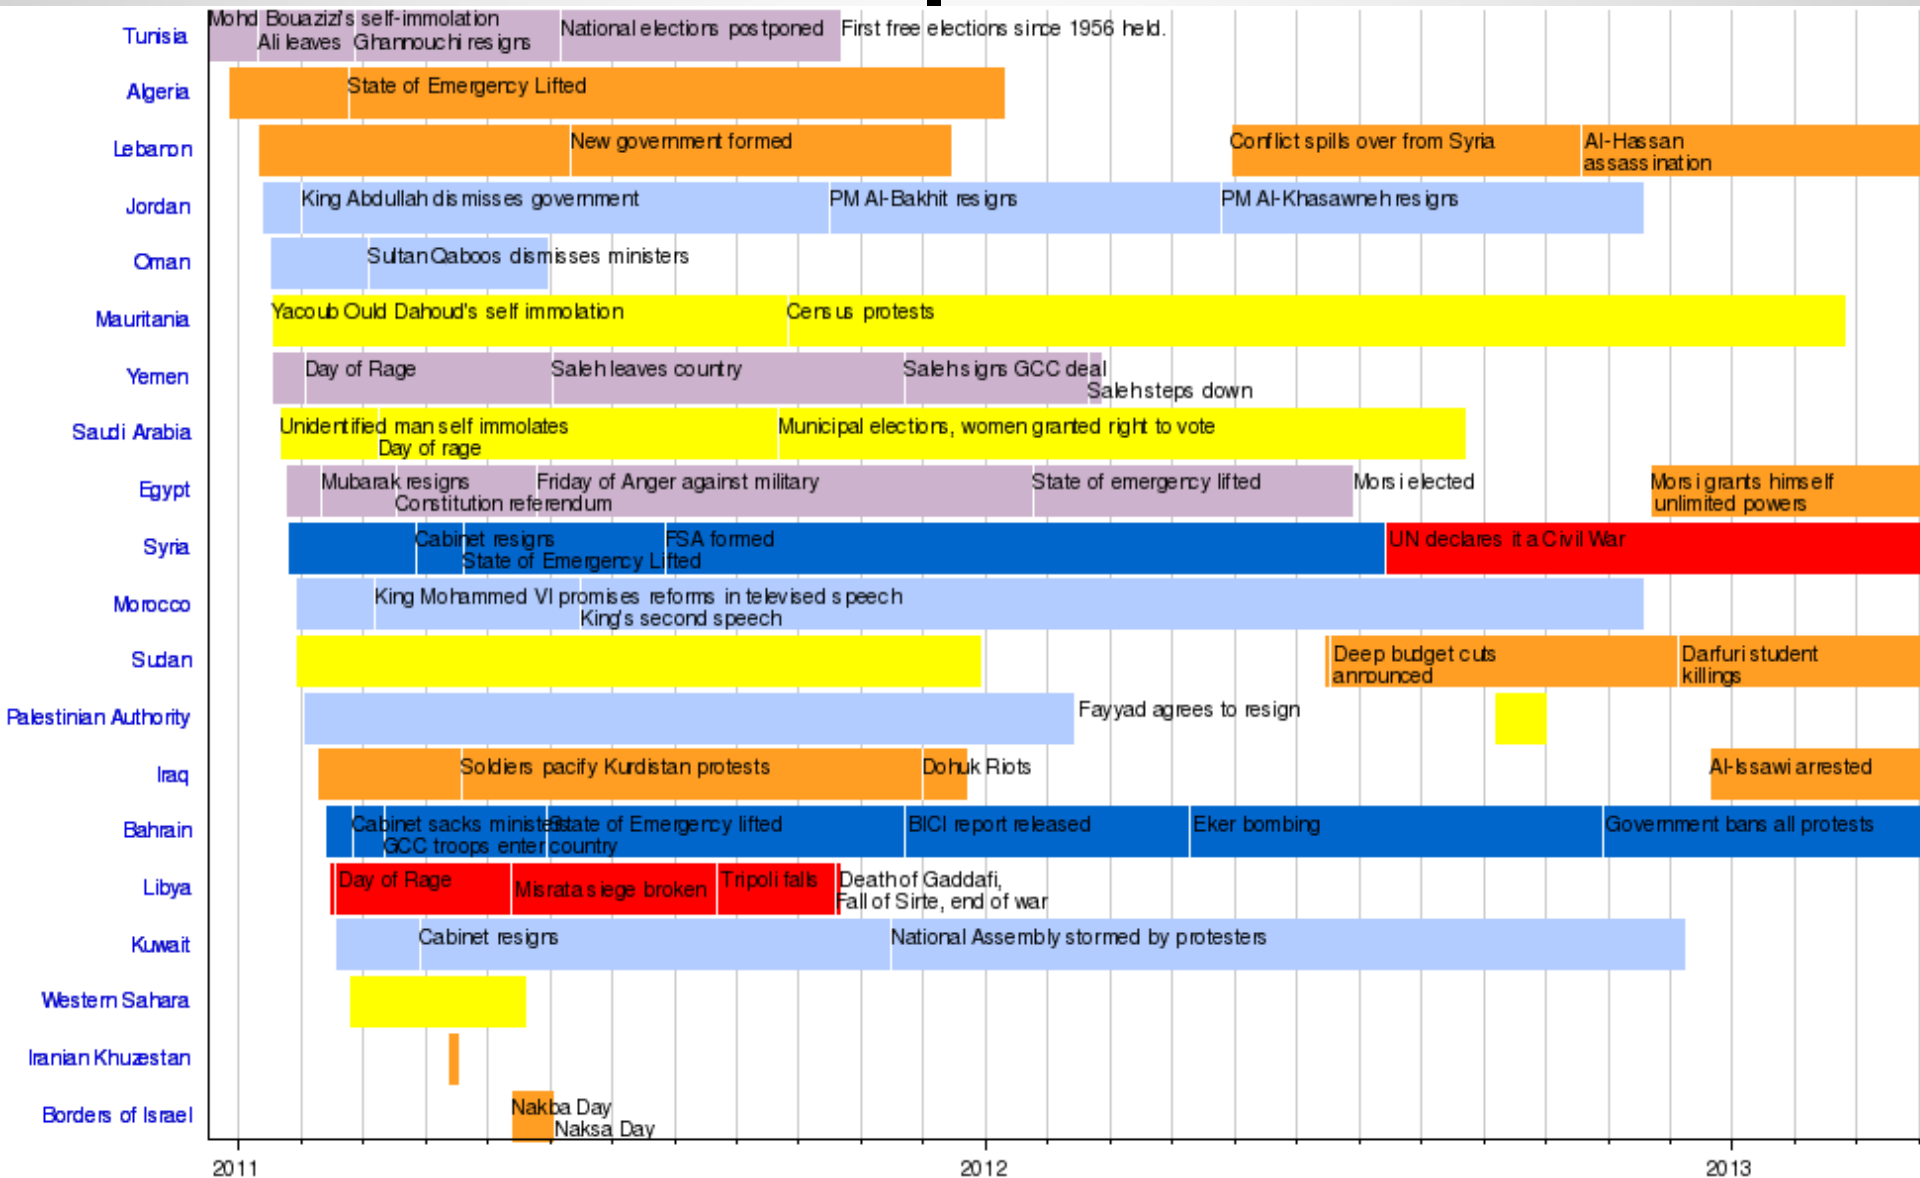 Tunisia
Mohd Bouazizi's self-immolation
Ali leaves
Ghannouchi resigns
National elections postponed
First free elections since 1956 held.
Algeria
State of Emergency Lifted
Lebanon
New government formed
Conflict spills over from Syria
Al-Hassan
assassination
Jordan
King Abdullah dismisses government
PM Al-Bakhit resigns
PM Al-Khasawneh resigns
Oman
Sultan Qaboos dismisses ministers
Mauritania
Yacoub Ould Dahoud's self immolation
Census protests
Yemen
Day of Rage
Saleh leaves country
Saleh signs GCC deal
Saleh steps down
Saudi Arabia
Unidentified man self immolates
Day of rage
Municipal elections, women granted right to vote
Egypt
Mubarak resigns
Constitution referendum
Friday of Anger against military
State of emergency lifted
Morsi elected
Morsi grants himself
unlimited powers
Syria
Cabinet resigns
State of Emergency Lifted
FSA formed
UN declares it a Civil War
Morocco
King Mohammed VI promises reforms in televised speech
King's second speech
Sudan
Deep budget cuts
announced
Darfuri student
killings
Palestinian Authority
Fayyad agrees to resign
Iraq
Soldiers pacify Kurdistan protests
Dohuk Riots
Al-Issawi arrested
Bahrain
Cabinet sacks ministers
GCC troops enter country
State of Emergency lifted
BICI report released
Eker bombing
Government bans all protests
Libya
Day of Rage
Misrata siege broken
Tripoli falls
Death of Gaddafi,
Fall of Sirte, end of war
Kuwait
Cabinet resigns
National Assembly stormed by protesters
Western Sahara
Iranian Khuzestan
Borders of Israel
Nakba Day
Naksa Day
2011
2012
2013